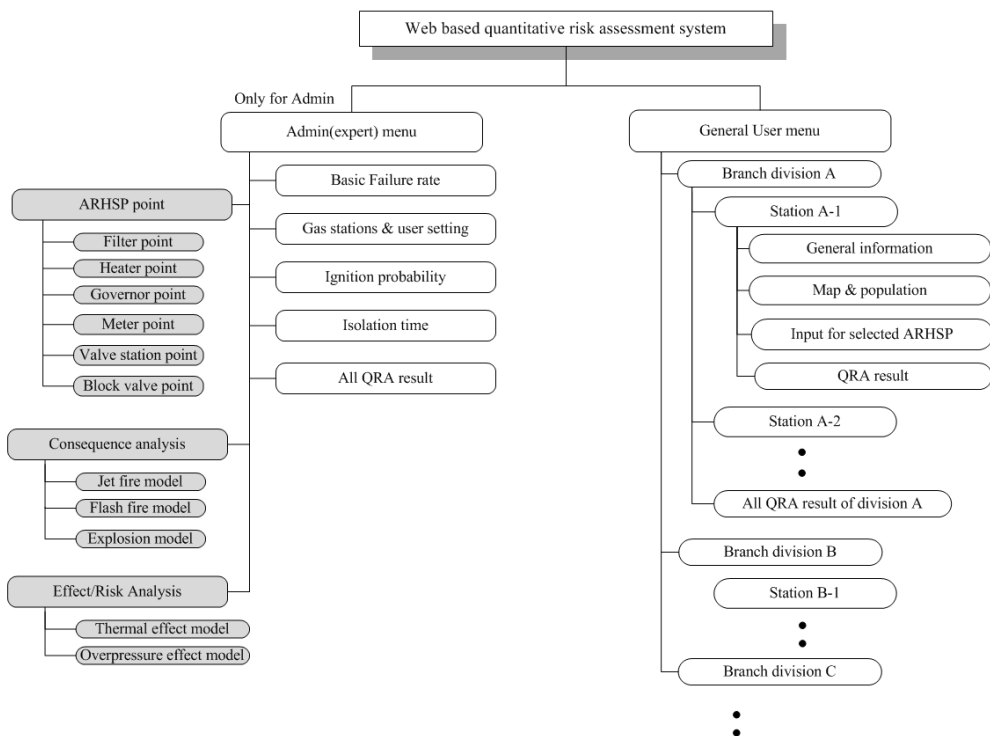 Web based quantitative risk assessment system
Only for Admin
Admin(expert) menu
Basic Failure rate
Gas stations & user setting
Ignition probability
Isolation time
All QRA result
ARHSP point
Filter point
Heater point
Governor point
Meter point
Valve station point
Block valve point
Consequence analysis
Jet fire model
Flash fire model
Explosion model
Effect/Risk Analysis
Thermal effect model
Overpressure effect model
General User menu
Branch division A
Station A-1
General information
Map & population
Input for selected ARHSP
QRA result
Station A-2
All QRA result of division A
Branch division B
Station B-1
Branch division C